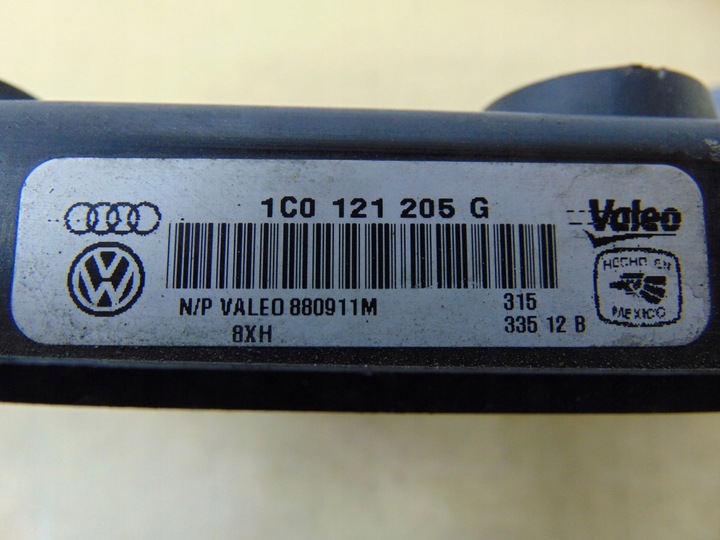 1C0 121 205 G
Valeo
HECHO EN
MEXICO
N/P VALEO 880911M
315
8XH
335 12 B